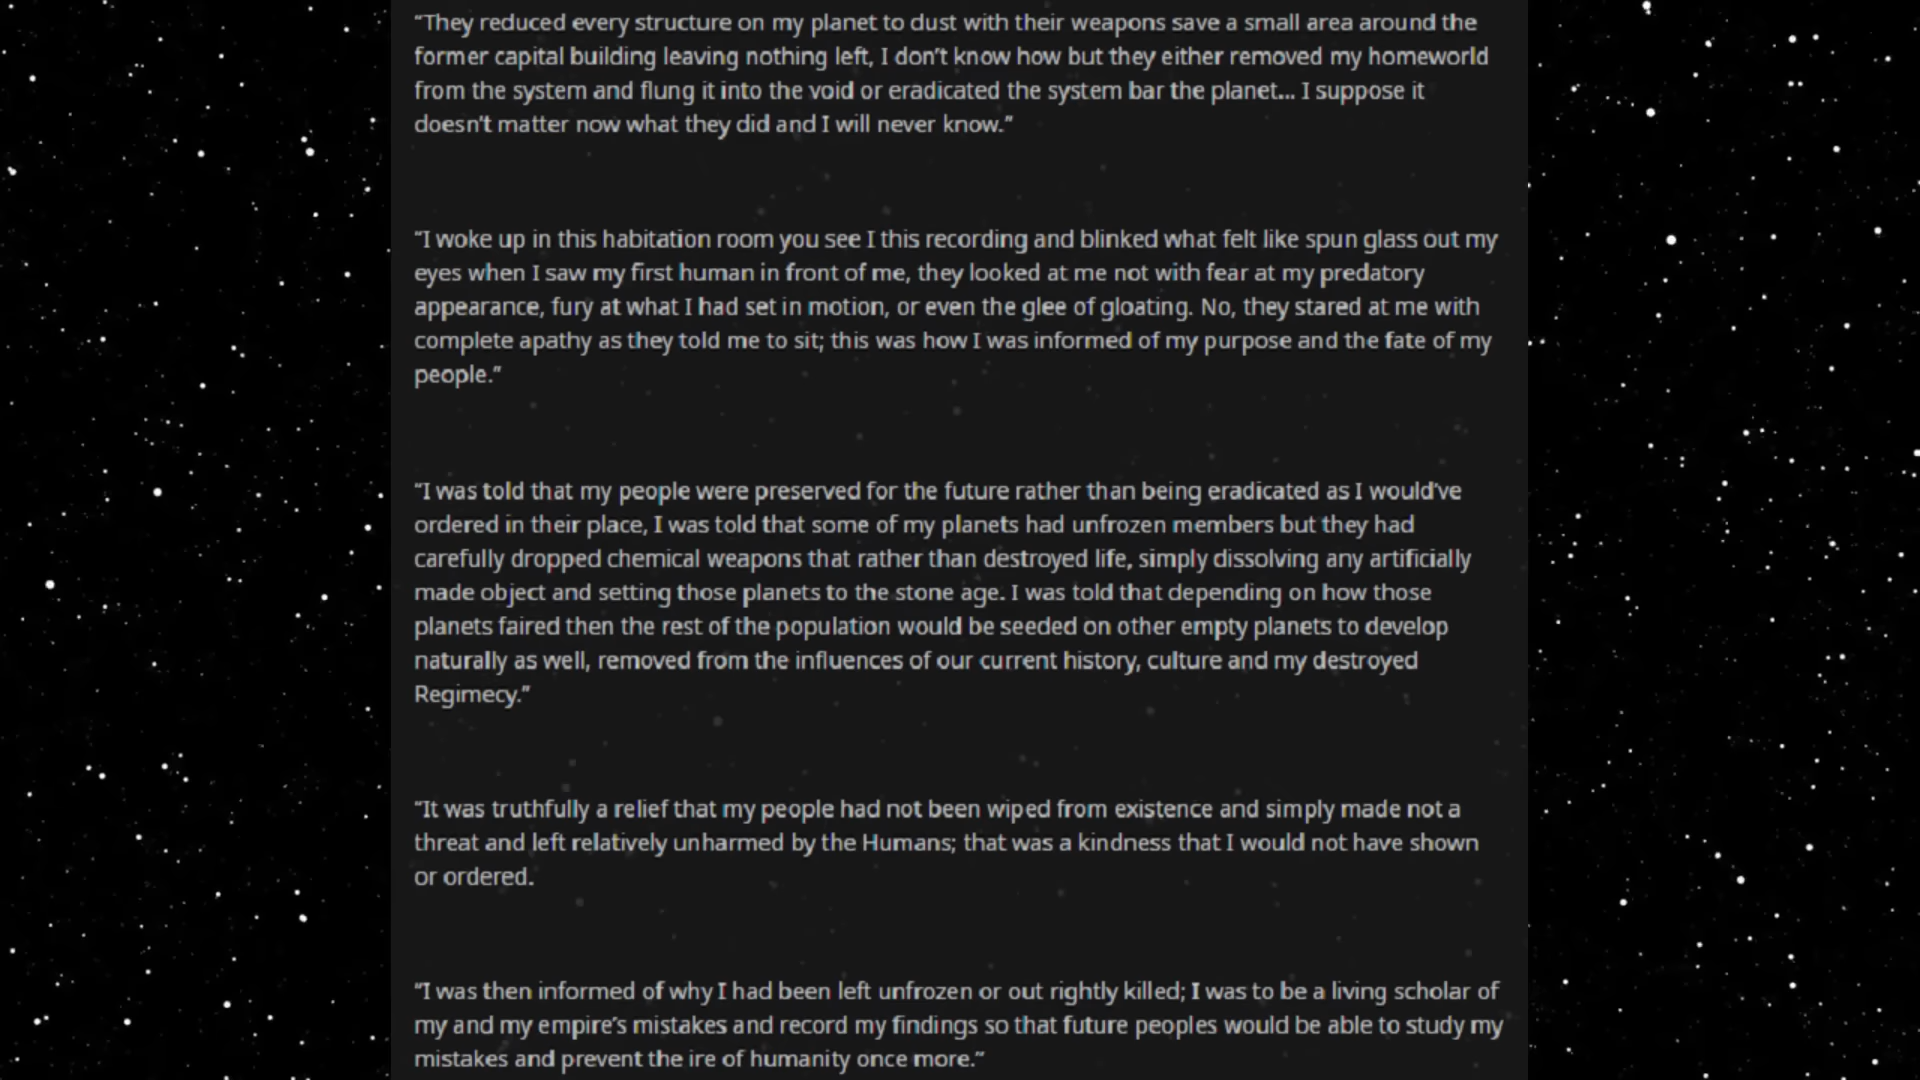 “They reduced every structure on my planet to dust with their weapons save a small area around the
former capital building leaving nothing left, I don’t know how but they either removed my homeworld
from the system and flung it into the void or eradicated the system bar the planet... I suppose it
doesn’t matter now what they did and I will never know.”
“I woke up in this habitation room you see I this recording and blinked what felt like spun glass out my
eyes when I saw my first human in front of me, they looked at me not with fear at my predatory
appearance, fury at what I had set in motion, or even the glee of gloating. No, they stared at me with
complete apathy as they told me to sit; this was how I was informed of my purpose and the fate of my
people.”
“I was told that my people were preserved for the future rather than being eradicated as I would’ve
ordered in their place, I was told that some of my planets had unfrozen members but they had
carefully dropped chemical weapons that rather than destroyed life, simply dissolving any artificially
made object and setting those planets to the stone age. I was told that depending on how those
planets faired then the rest of the population would be seeded on other empty planets to develop
naturally as well, removed from the influences of our current history, culture and my destroyed
Regimecy.”
“It was truthfully a relief that my people had not been wiped from existence and simply made not a
threat and left relatively unharmed by the Humans; that was a kindness that I would not have shown
or ordered.
“I was then informed of why I had been left unfrozen or out rightly killed; I was to be a living scholar of
my and my empire’s mistakes and record my findings so that future peoples would be able to study my
mistakes and prevent the ire of humanity once more.”